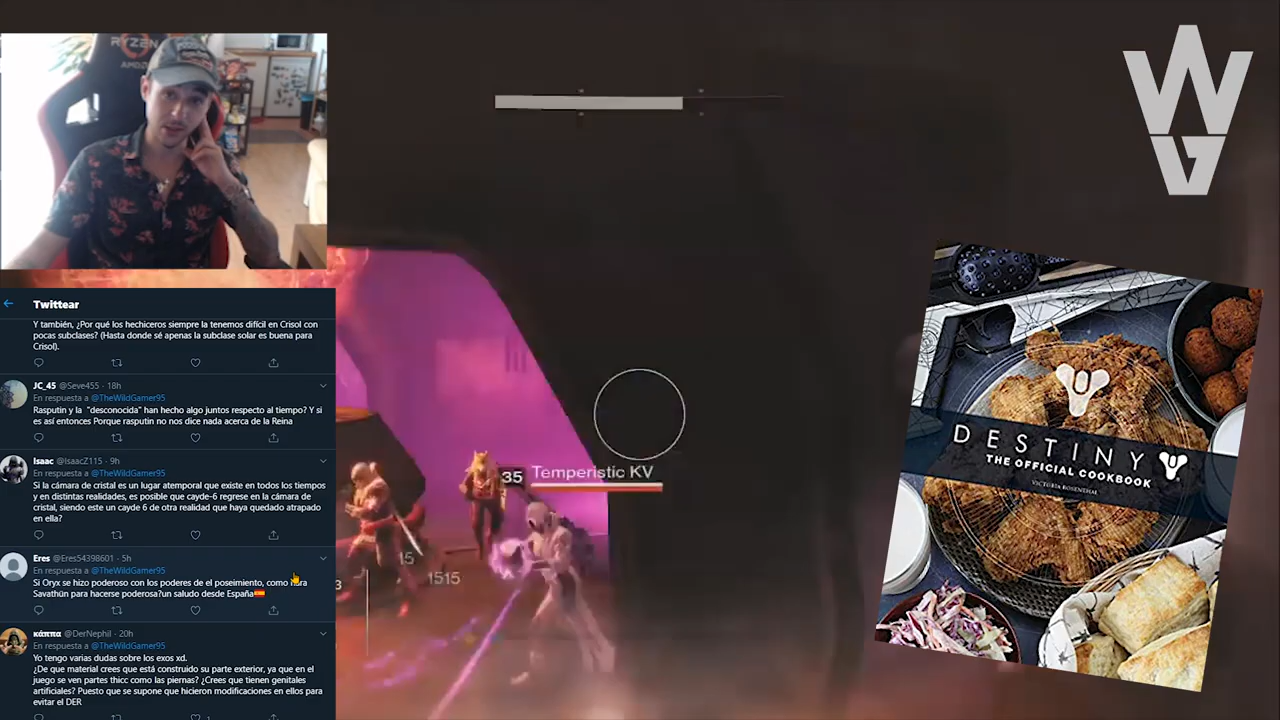 RYZEN
AMD
WG
Twittear
Y también, ¿Por qué los hechiceros siempre la tenemos difícil en Crisol con
pocas subclases? (Hasta donde sé apenas la subclase solar es buena para
Crisol).
JC_45 @Seve455 · 18h
En respuesta a @TheWildGamer95
Rasputin y la "desconocida" han hecho algo juntos respecto al tiempo? Y si
es así entonces Porque rasputin no nos dice nada acerca de la Reina
Isaac @IsaacZ115 · 9h
En respuesta a @TheWildGamer95
Si la cámara de cristal es un lugar atemporal que existe en todos los tiempos
y en distintas realidades, es posible que cayde-6 regrese en la cámara de
cristal, siendo este un cayde 6 de otra realidad que haya quedado atrapado
en ella?
Eres @Eres54398601 · 5h
En respuesta a @TheWildGamer95
Si Oryx se hizo poderoso con los poderes de el poseimiento, como
Savathün para hacerse poderosa?un saludo desde España🇪🇸
κάππα @DerNephil · 20h
En respuesta a @TheWildGamer95
Yo tengo varias dudas sobre los exos xd.
¿De que material crees que está construido su parte exterior, ya que en el
juego se ven partes thicc como las piernas? ¿Crees que tienen genitales
artificiales? Puesto que se supone que hicieron modificaciones en ellos para
evitar el DER
1
35 Temperistic KV
15
1515
3
DESTINY
THE OFFICIAL COOKBOOK
VICTORIA ROSENTHAL